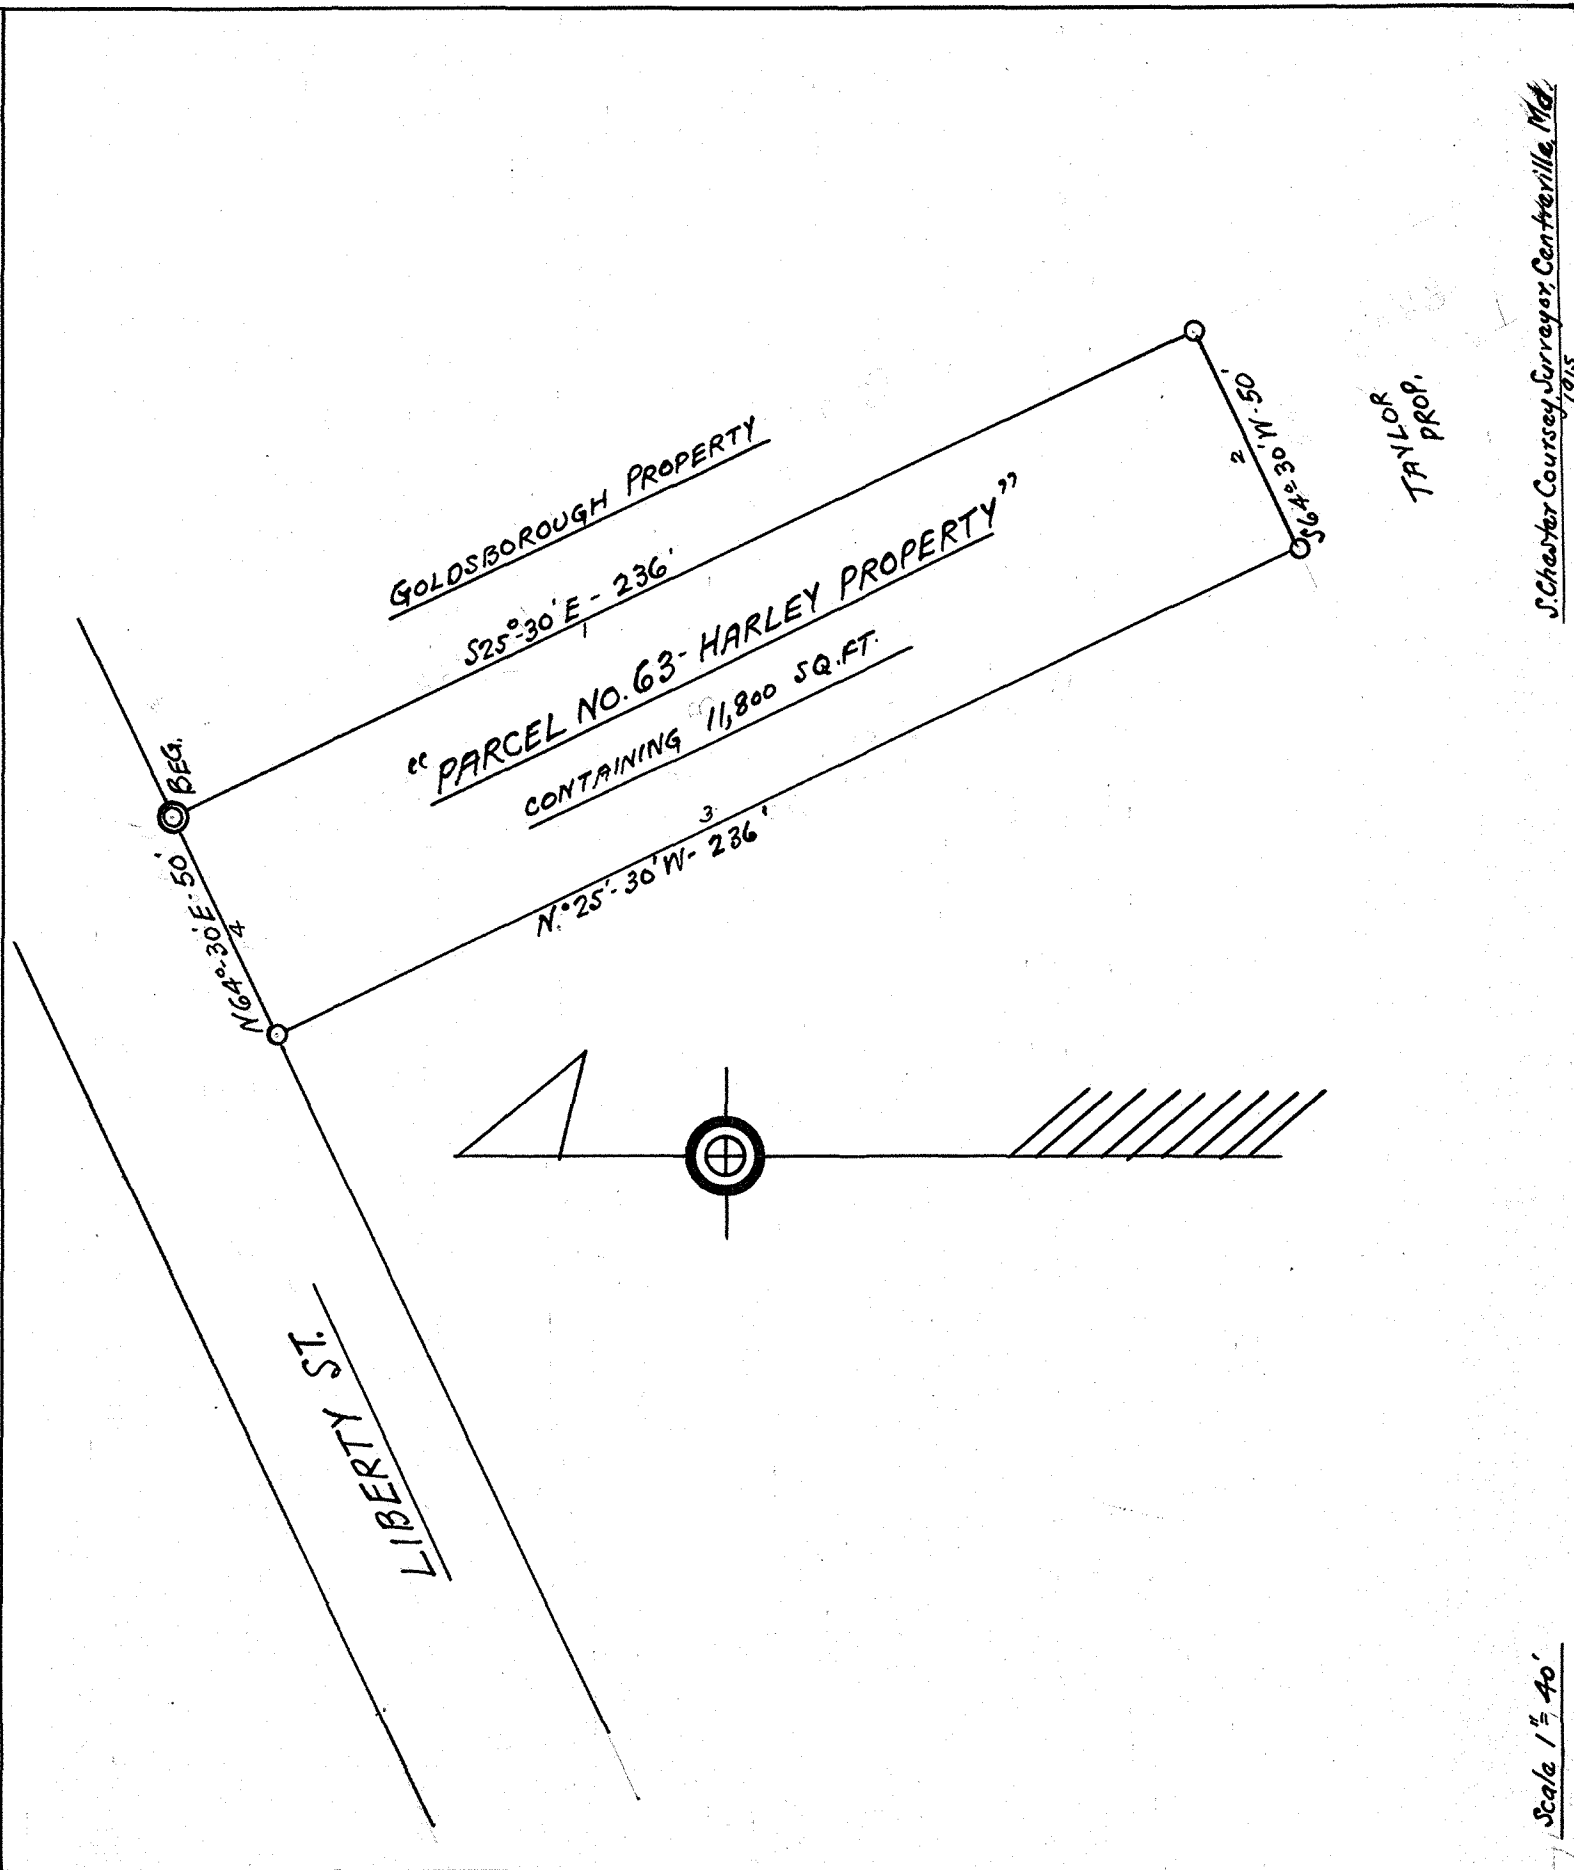 GOLDSBOROUGH PROPERTY
S25°-30'E - 236'
1
"PARCEL NO. 63 - HARLEY PROPERTY"
CONTAINING 11,800 SQ. FT.
3
N.°25'-30'W- 236'
BEG.
N64°-30'E-50'
4
2
S64°-30'W-50'
TAYLOR
PROP.
LIBERTY ST.
S. Chester Coursey, Surveyor, Centreville, Md.
Scale 1"= 40'